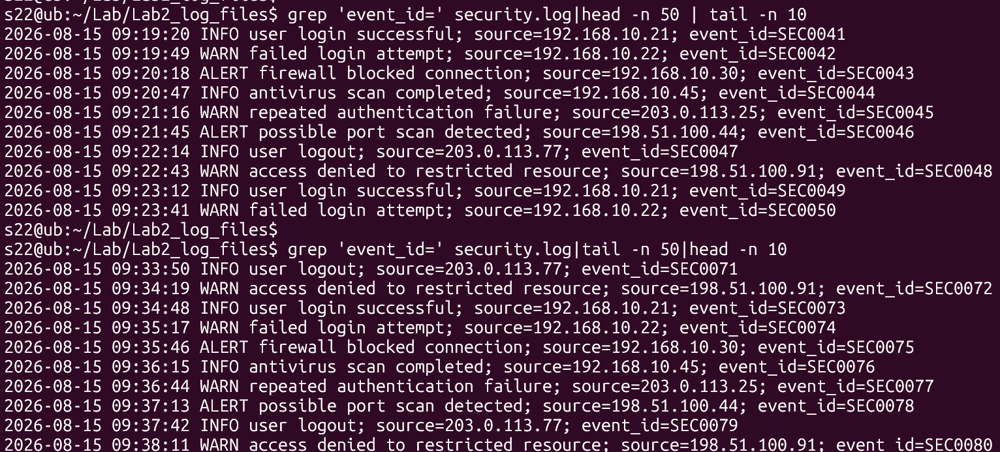 s22@ub:~/Lab/Lab2_log_files$ grep 'event_id=' security.log|head -n 50 | tail -n 10
2026-08-15 09:19:20 INFO user login successful; source=192.168.10.21; event_id=SEC0041
2026-08-15 09:19:49 WARN failed login attempt; source=192.168.10.22; event_id=SEC0042
2026-08-15 09:20:18 ALERT firewall blocked connection; source=192.168.10.30; event_id=SEC0043
2026-08-15 09:20:47 INFO antivirus scan completed; source=192.168.10.45; event_id=SEC0044
2026-08-15 09:21:16 WARN repeated authentication failure; source=203.0.113.25; event_id=SEC0045
2026-08-15 09:21:45 ALERT possible port scan detected; source=198.51.100.44; event_id=SEC0046
2026-08-15 09:22:14 INFO user logout; source=203.0.113.77; event_id=SEC0047
2026-08-15 09:22:43 WARN access denied to restricted resource; source=198.51.100.91; event_id=SEC0048
2026-08-15 09:23:12 INFO user login successful; source=192.168.10.21; event_id=SEC0049
2026-08-15 09:23:41 WARN failed login attempt; source=192.168.10.22; event_id=SEC0050
s22@ub:~/Lab/Lab2_log_files$
s22@ub:~/Lab/Lab2_log_files$ grep 'event_id=' security.log|tail -n 50|head -n 10
2026-08-15 09:33:50 INFO user logout; source=203.0.113.77; event_id=SEC0071
2026-08-15 09:34:19 WARN access denied to restricted resource; source=198.51.100.91; event_id=SEC0072
2026-08-15 09:34:48 INFO user login successful; source=192.168.10.21; event_id=SEC0073
2026-08-15 09:35:17 WARN failed login attempt; source=192.168.10.22; event_id=SEC0074
2026-08-15 09:35:46 ALERT firewall blocked connection; source=192.168.10.30; event_id=SEC0075
2026-08-15 09:36:15 INFO antivirus scan completed; source=192.168.10.45; event_id=SEC0076
2026-08-15 09:36:44 WARN repeated authentication failure; source=203.0.113.25; event_id=SEC0077
2026-08-15 09:37:13 ALERT possible port scan detected; source=198.51.100.44; event_id=SEC0078
2026-08-15 09:37:42 INFO user logout; source=203.0.113.77; event_id=SEC0079
2026-08-15 09:38:11 WARN access denied to restricted resource; source=198.51.100.91; event_id=SEC0080